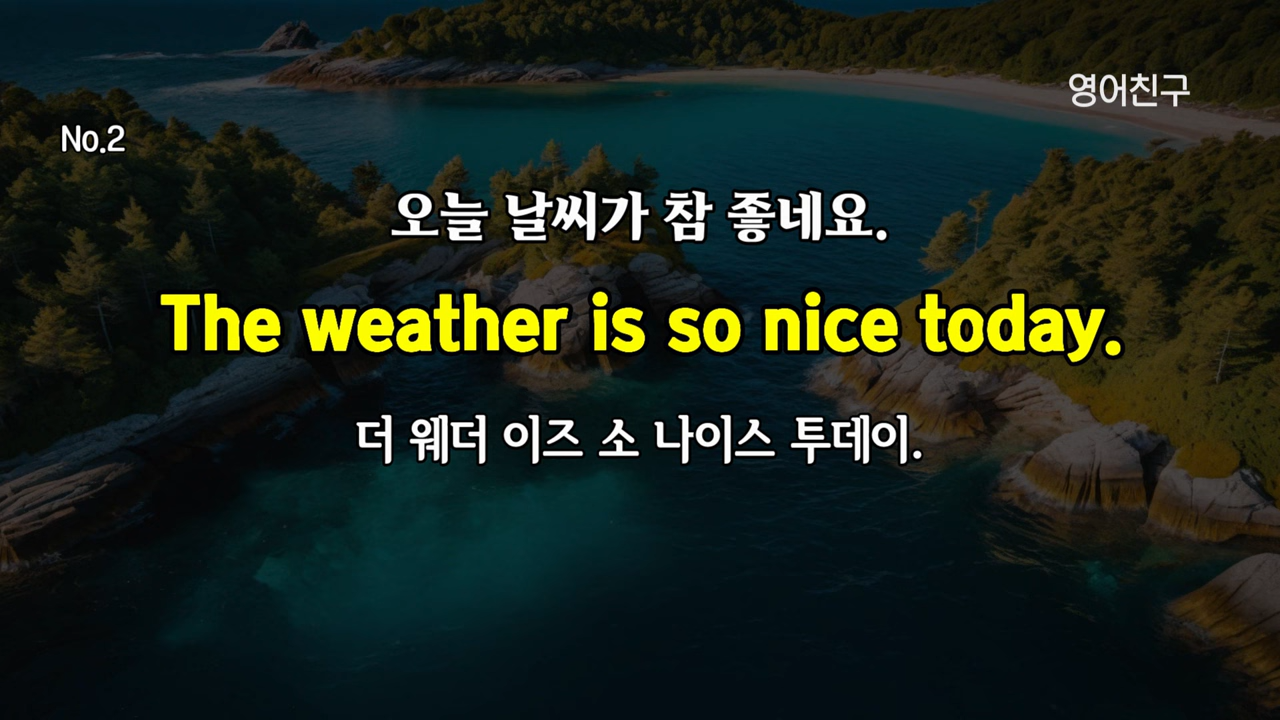 영어친구
No.2
오늘 날씨가 참 좋네요.
The weather is so nice today.
더 웨더 이즈 소 나이스 투데이.